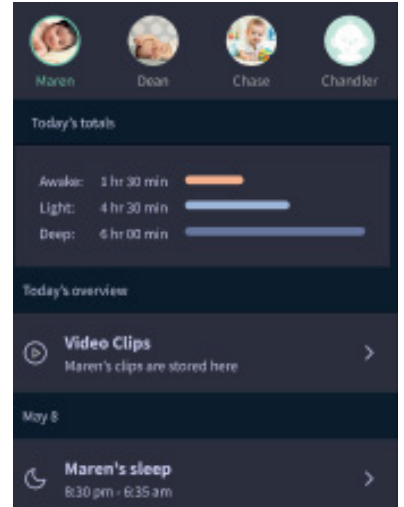 Maren Dean Chase Chandler
Today's totals
Awake: 1 hr 30 min
Light: 4 hr 30 min
Deep: 6 hr 00 min
Today's overview
Video Clips
Maren's clips are stored here
May 8
Maren's sleep
8:30 pm - 6:35 am